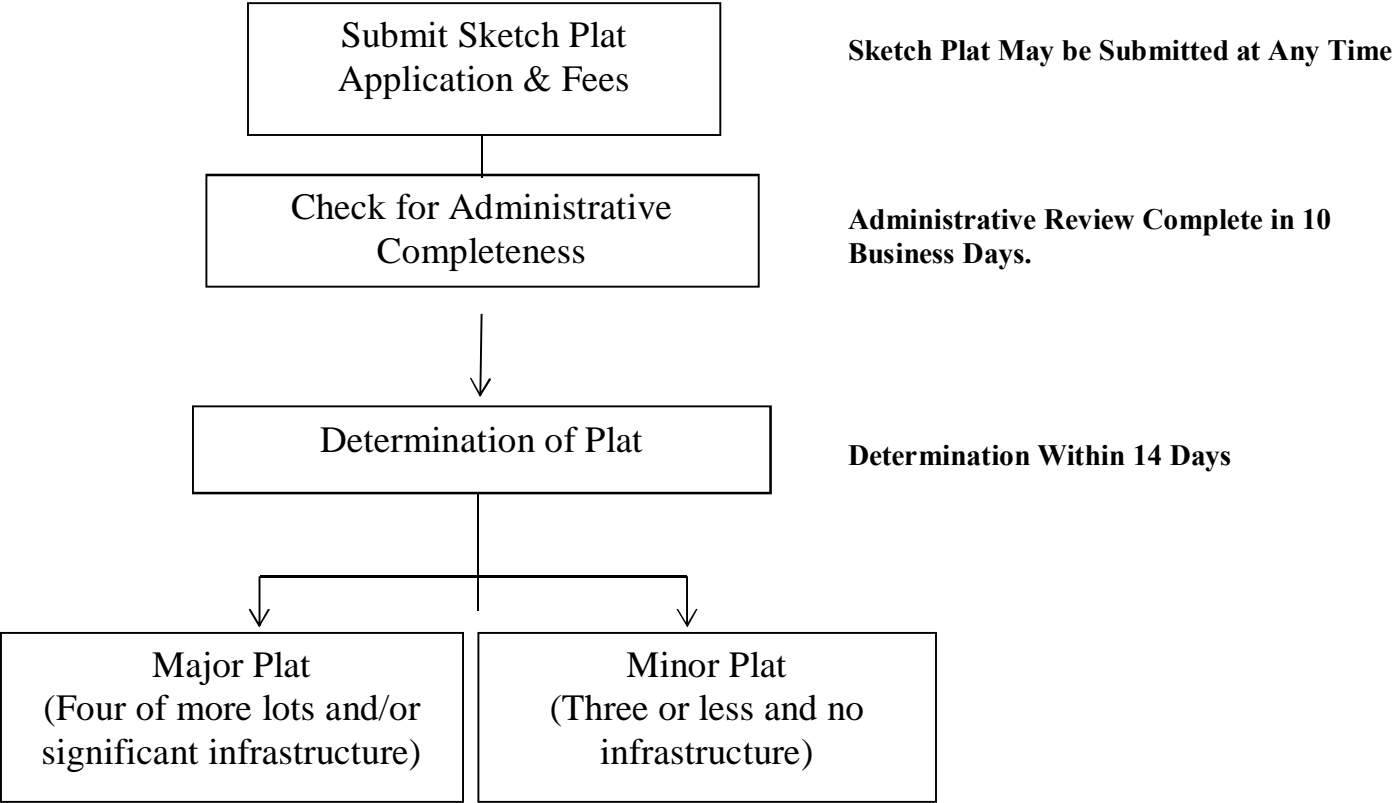 Submit Sketch Plat
Application & Fees
Sketch Plat May be Submitted at Any Time
Check for Administrative
Completeness
Administrative Review Complete in 10
Business Days.
Determination of Plat
Determination Within 14 Days
Major Plat
(Four of more lots and/or
significant infrastructure)
Minor Plat
(Three or less and no
infrastructure)